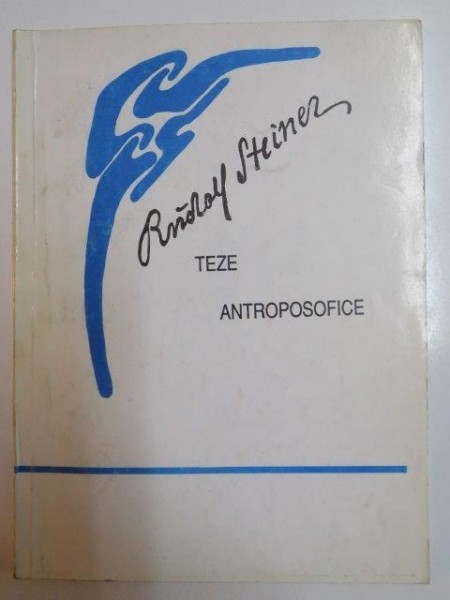 Rudolf Steiner
TEZE
ANTROPOSOFICE